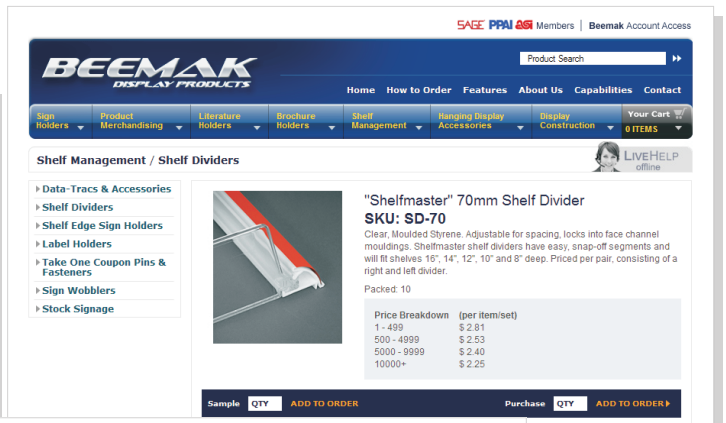 SAGE PPAI ASI Members | Beemak Account Access
BEEMAK
DISPLAY PRODUCTS
Product Search
Home How to Order Features About Us Capabilities Contact
Sign Holders
Product Merchandising
Literature Holders
Brochure Holders
Shelf Management
Hanging Display Accessories
Display Construction
Your Cart
0 ITEMS
Shelf Management / Shelf Dividers
LIVEHELP
offline
Data-Tracs & Accessories
Shelf Dividers
Shelf Edge Sign Holders
Label Holders
Take One Coupon Pins &
Fasteners
Sign Wobblers
Stock Signage
"Shelfmaster" 70mm Shelf Divider
SKU: SD-70
Clear, Moulded Styrene. Adjustable for spacing, locks into face channel
mouldings. Shelfmaster shelf dividers have easy, snap-off segments and
will fit shelves 16", 14", 12", 10" and 8" deep. Priced per pair, consisting of a
right and left divider.
Packed: 10
Price Breakdown (per item/set)
1 - 499 $ 2.81
500 - 4999 $ 2.53
5000 - 9999 $ 2.40
10000+ $ 2.25
Sample QTY ADD TO ORDER Purchase QTY ADD TO ORDER